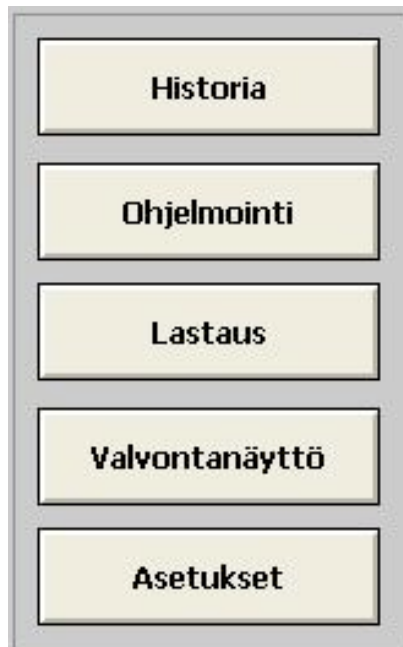 Historia
Ohjelmointi
Lastaus
Valvontanäyttö
Asetukset